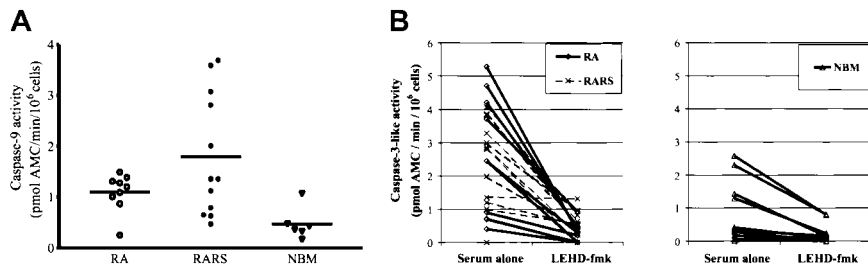 A
Caspase-9 activity
(pmol AMC/min/10⁶ cells)
4
3
2
1
0
RA
RARS
NBM
B
Caspase-3-like activity
(pmol AMC / min / 10⁶ cells)
6
5
4
3
2
1
0
RA
RARS
Serum alone
LEHD-fmk
6
5
4
3
2
1
0
NBM
Serum alone
LEHD-fmk